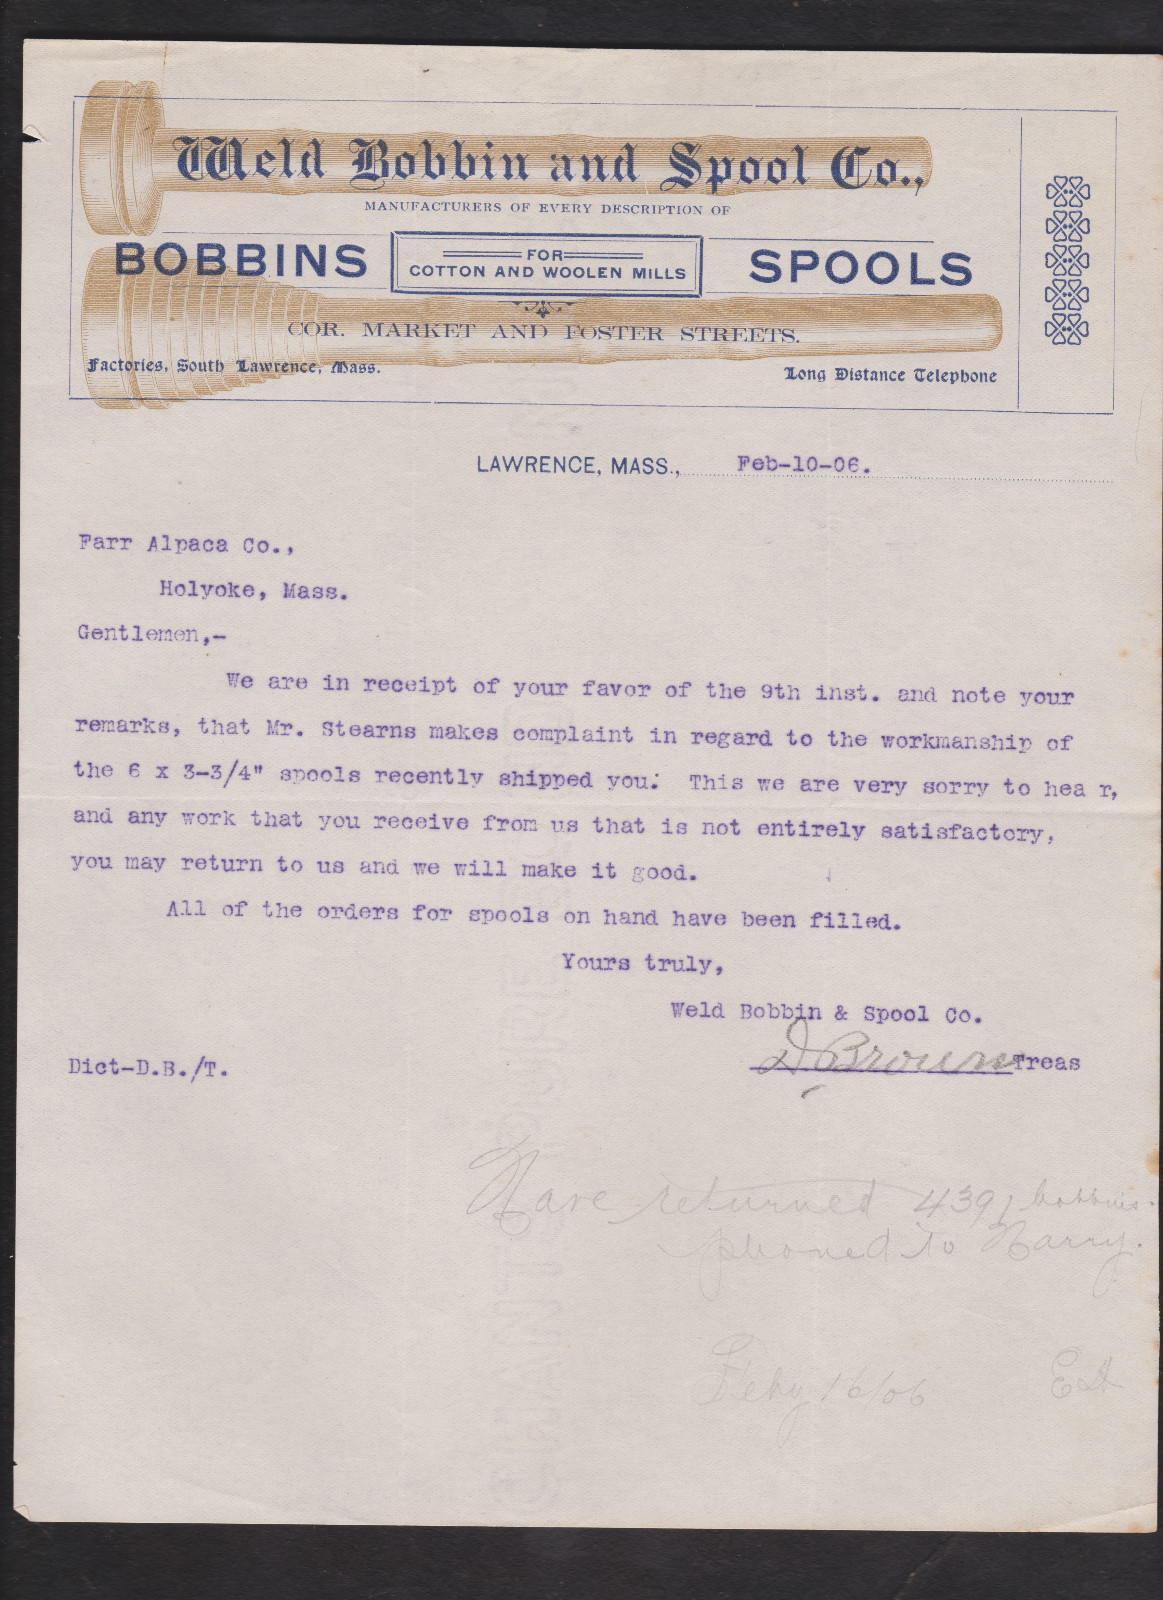 Weld Bobbin and Spool Co.,
MANUFACTURERS OF EVERY DESCRIPTION OF
BOBBINS FOR COTTON AND WOOLEN MILLS SPOOLS
COR. MARKET AND FOSTER STREETS.
Factories, South Lawrence, Mass. Long Distance Telephone
LAWRENCE, MASS., Feb-10-06.
Farr Alpaca Co.,
Holyoke, Mass.
Gentlemen,-
We are in receipt of your favor of the 9th inst. and note your
remarks, that Mr. Stearns makes complaint in regard to the workmanship of
the 6 x 3-3/4" spools recently shipped you. This we are very sorry to hea r,
and any work that you receive from us that is not entirely satisfactory,
you may return to us and we will make it good.
All of the orders for spools on hand have been filled.
Yours truly,
Weld Bobbin & Spool Co.
D. Brown Treas
Dict-D.B./T.
Have returned 4391 bobbins.
phoned to Harry.
Feby 16/06